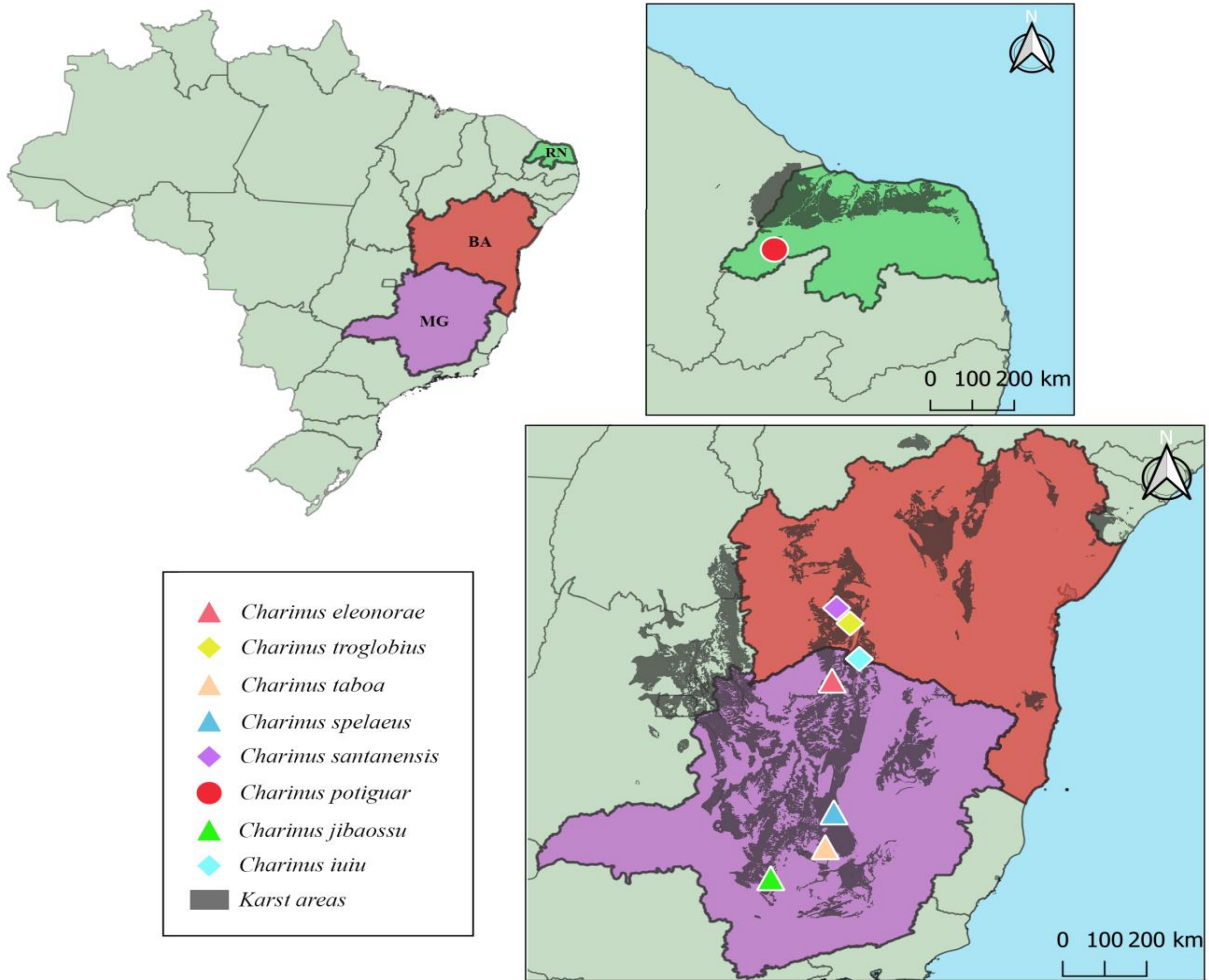 RN
BA
MG
N
0 100 200 km
N
0 100 200 km
Charinus eleonorae
Charinus troglobius
Charinus taboa
Charinus spelaeus
Charinus santanensis
Charinus potiguar
Charinus jibaossu
Charinus iuiu
Karst areas